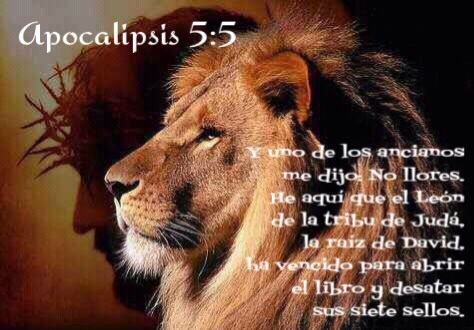 Apocalipsis 5:5
Y uno de los ancianos
me dijo: No llores.
He aquí que el León
de la tribu de Judá,
la raíz de David,
ha vencido para abrir
el libro y desatar
sus siete sellos.